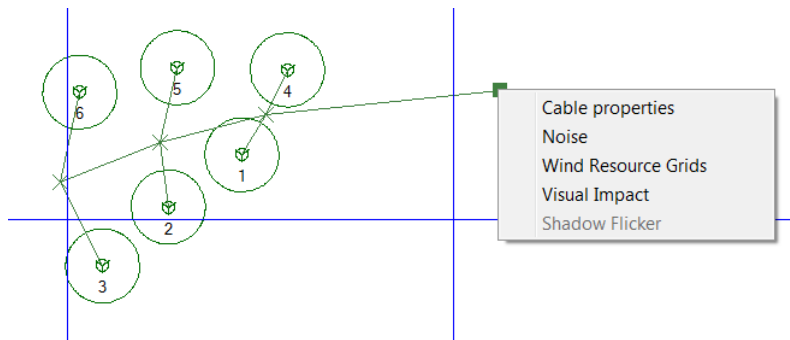 5
4
6
1
2
3
Cable properties
Noise
Wind Resource Grids
Visual Impact
Shadow Flicker